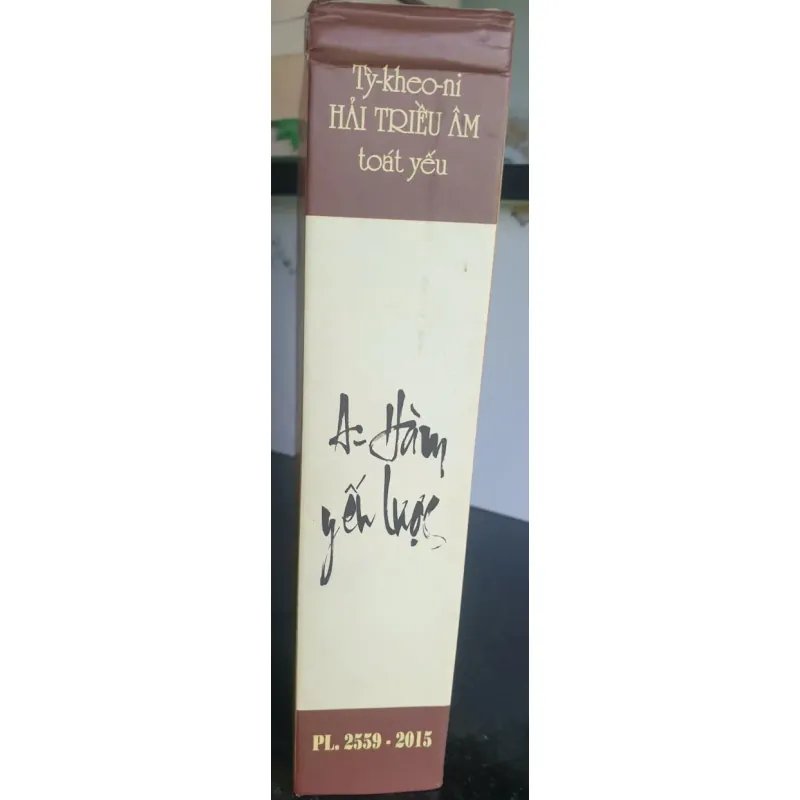 Tỳ-kheo-ni
HẢI TRIỀU ÂM
toát yếu
A-Hàm
yếu lược
PL. 2559 - 2015